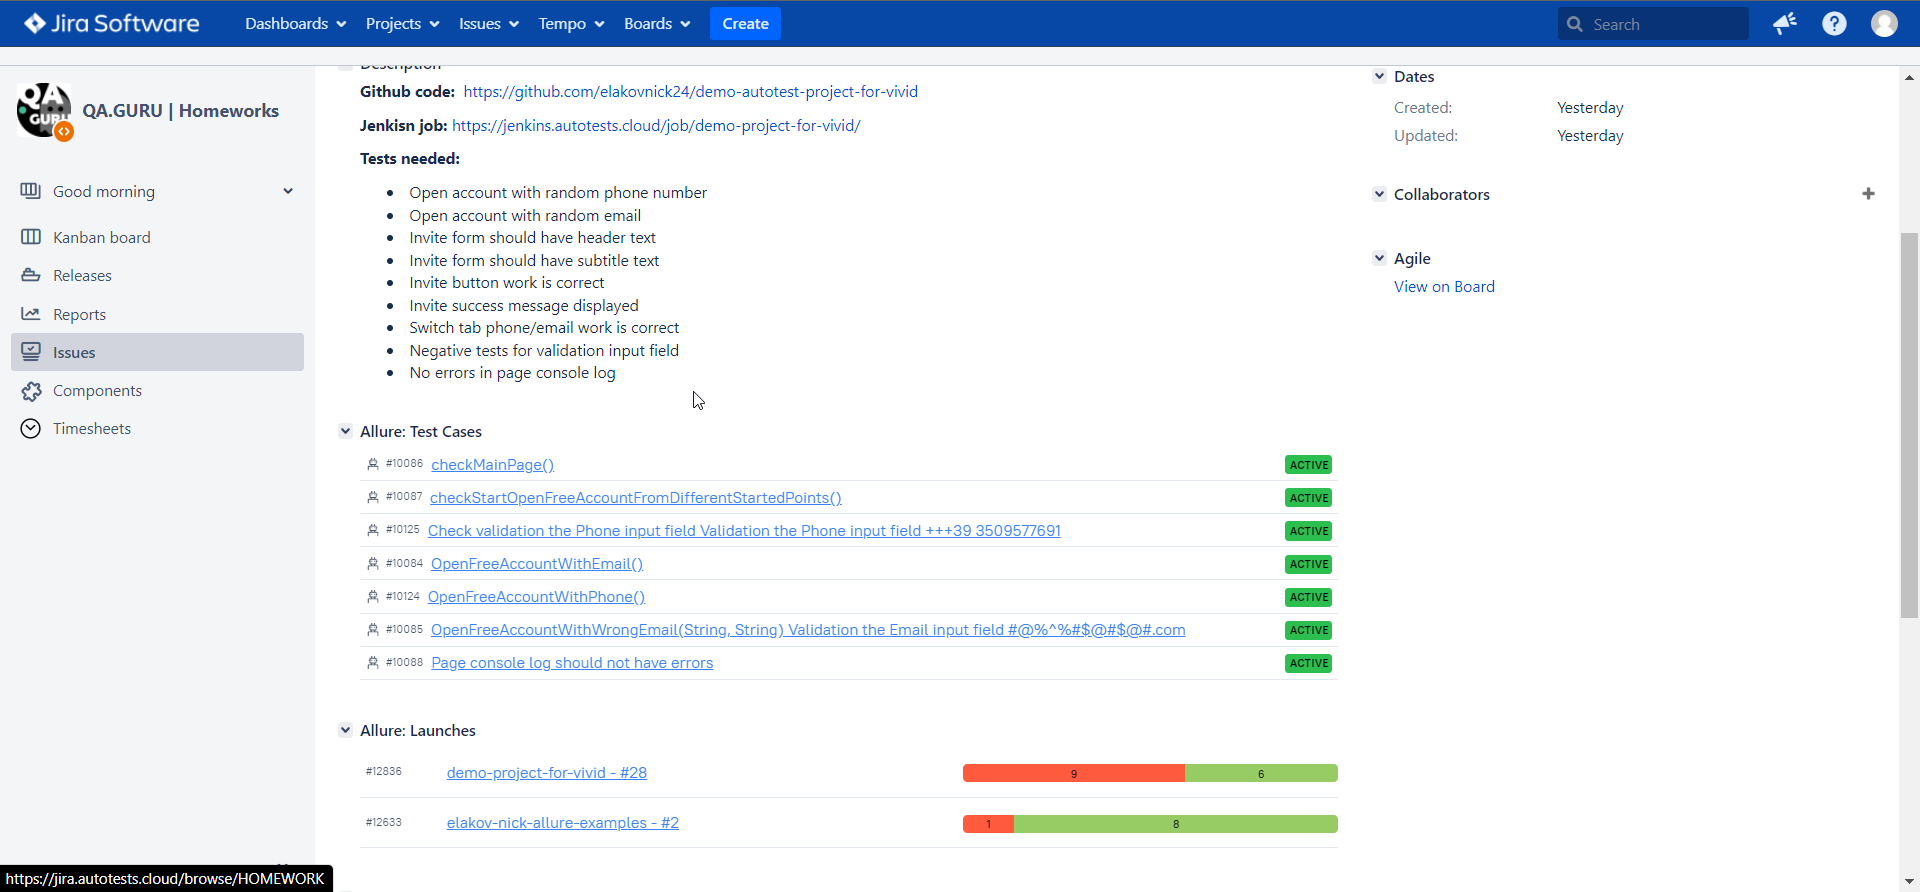 Jira Software Dashboards Projects Issues Tempo Boards Create Search
QA.GURU | Homeworks
Good morning
Kanban board
Releases
Reports
Issues
Components
Timesheets
Description
Github code: https://github.com/elakovnick24/demo-autotest-project-for-vivid
Jenkisn job: https://jenkins.autotests.cloud/job/demo-project-for-vivid/
Tests needed:
• Open account with random phone number
• Open account with random email
• Invite form should have header text
• Invite form should have subtitle text
• Invite button work is correct
• Invite success message displayed
• Switch tab phone/email work is correct
• Negative tests for validation input field
• No errors in page console log
Allure: Test Cases
#10086 checkMainPage() ACTIVE
#10087 checkStartOpenFreeAccountFromDifferentStartedPoints() ACTIVE
#10125 Check validation the Phone input field Validation the Phone input field +++39 3509577691 ACTIVE
#10084 OpenFreeAccountWithEmail() ACTIVE
#10124 OpenFreeAccountWithPhone() ACTIVE
#10085 OpenFreeAccountWithWrongEmail(String, String) Validation the Email input field #@%^%#$@#$@#.com ACTIVE
#10088 Page console log should not have errors ACTIVE
Allure: Launches
#12836 demo-project-for-vivid - #28 9 6
#12633 elakov-nick-allure-examples - #2 1 8
Dates
Created: Yesterday
Updated: Yesterday
Collaborators
Agile
View on Board
https://jira.autotests.cloud/browse/HOMEWORK